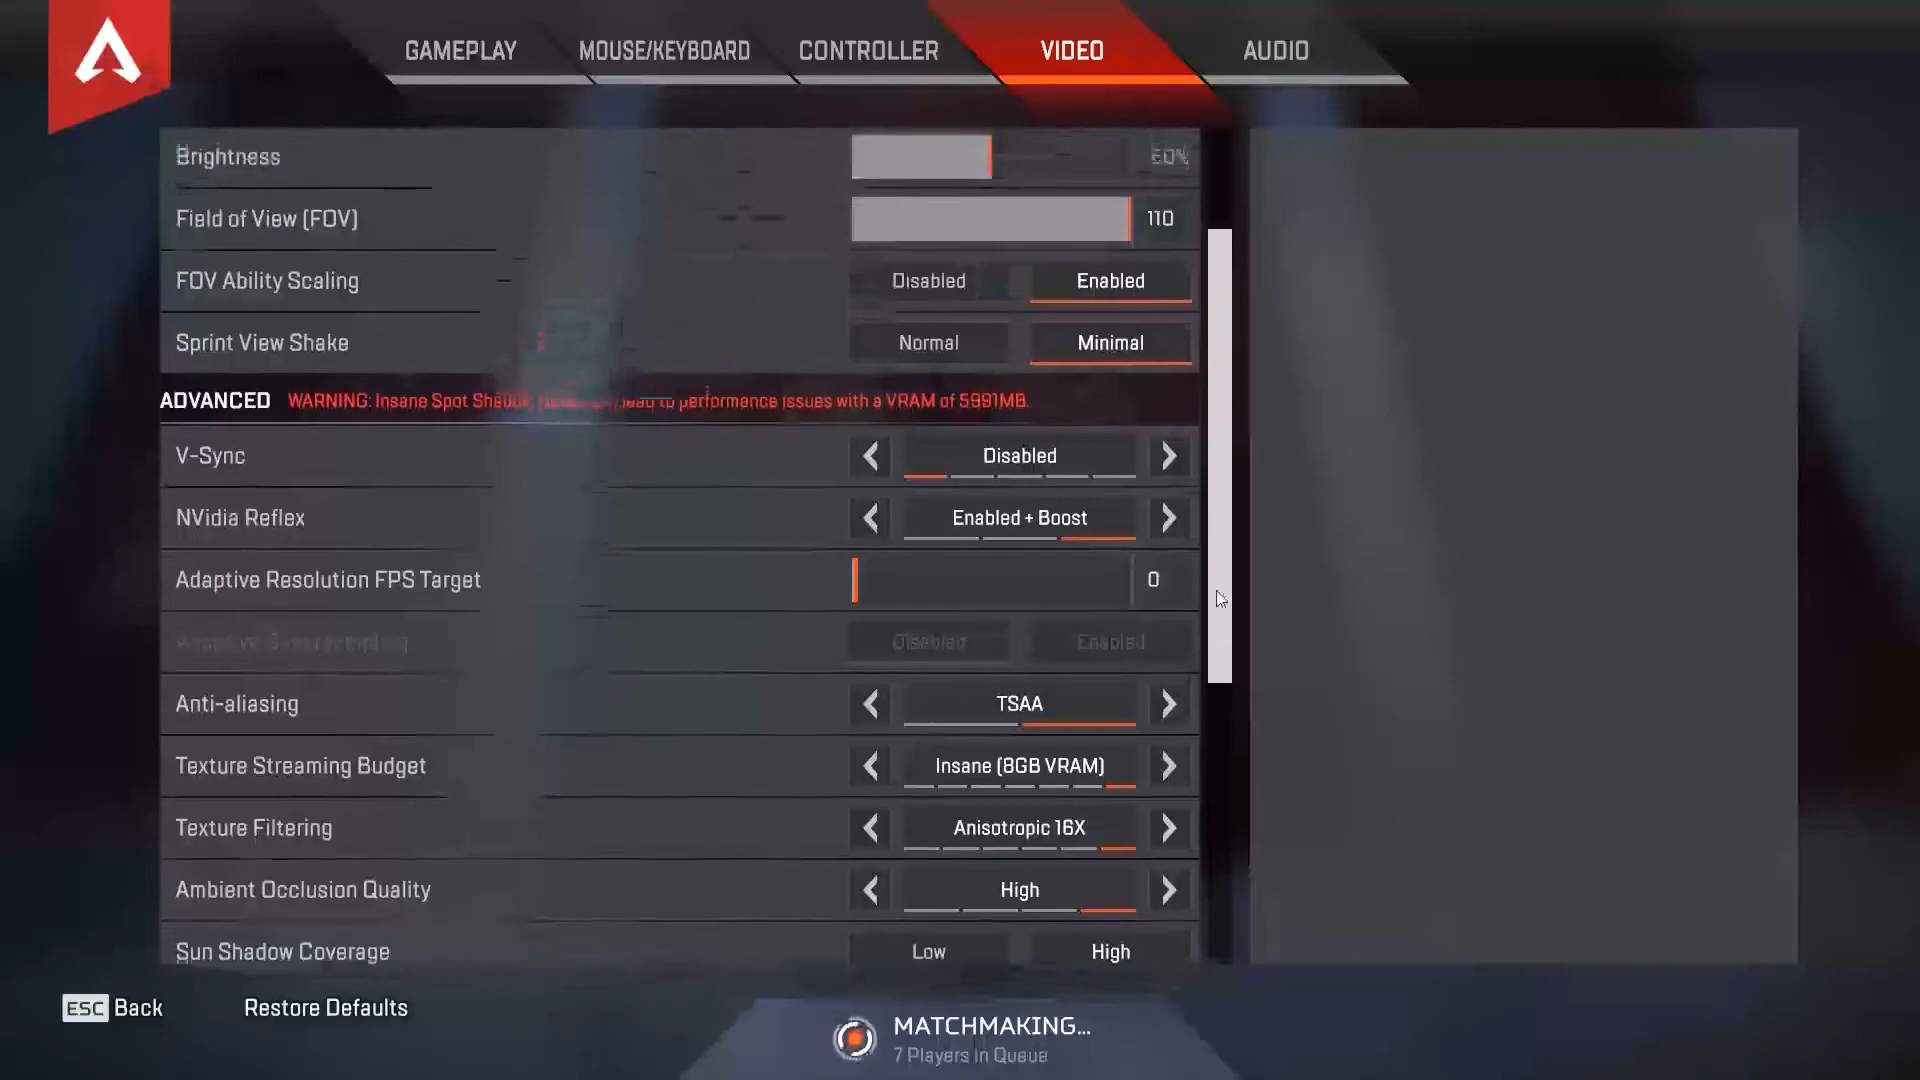 GAMEPLAY MOUSE/KEYBOARD CONTROLLER VIDEO AUDIO
Brightness
Field of View (FOV) 110
FOV Ability Scaling Disabled Enabled
Sprint View Shake Normal Minimal
ADVANCED WARNING: Insane Spot to performance issues with a VRAM of 5991MB.
V-Sync Disabled
NVidia Reflex Enabled + Boost
Adaptive Resolution FPS Target 0
Disabled Enabled
Anti-aliasing TSAA
Texture Streaming Budget Insane (8GB VRAM)
Texture Filtering Anisotropic 16X
Ambient Occlusion Quality High
Sun Shadow Coverage Low High
ESC Back Restore Defaults
MATCHMAKING...
7 Players in Queue